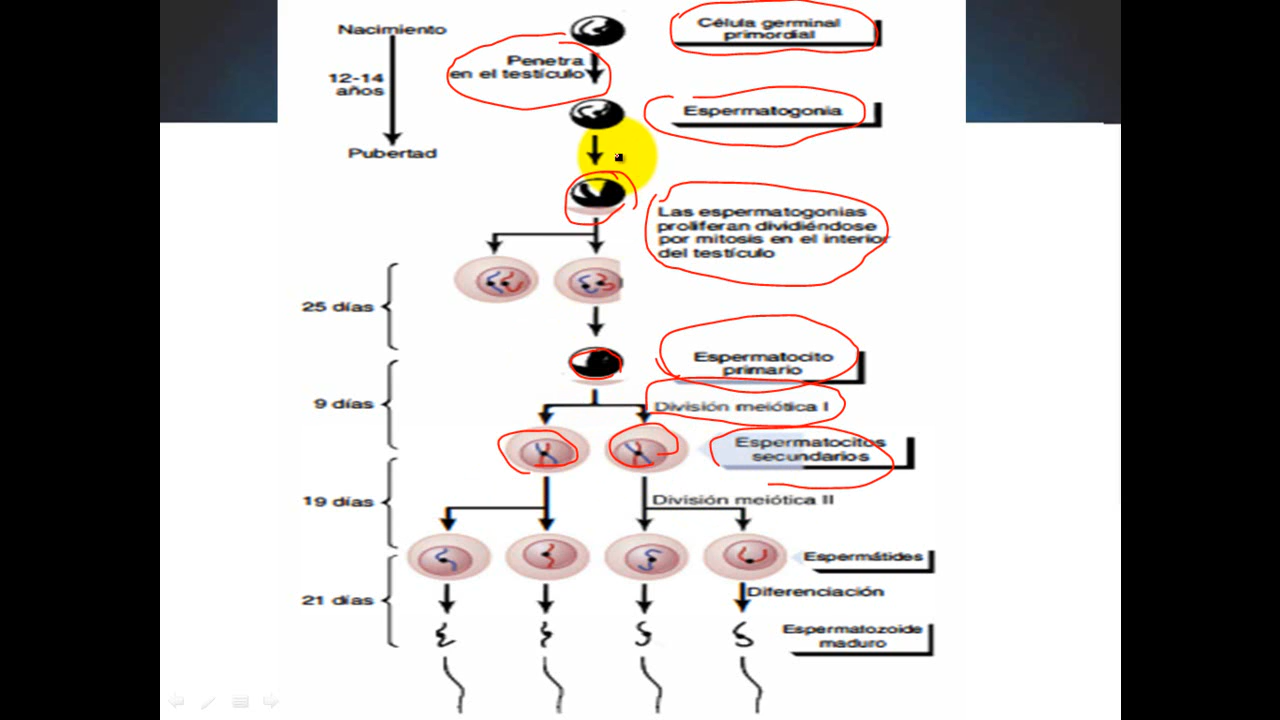 Nacimiento
12-14
años
Pubertad
Célula germinal
primordial
Penetra
en el testículo
Espermatogonia
Las espermatogonias
proliferan dividiéndose
por mitosis en el interior
del testículo
25 días
Espermatocito
primario
9 días
División meiótica I
Espermatocitos
secundarios
19 días
División meiótica II
Espermátides
21 días
Diferenciación
Espermatozoide
maduro